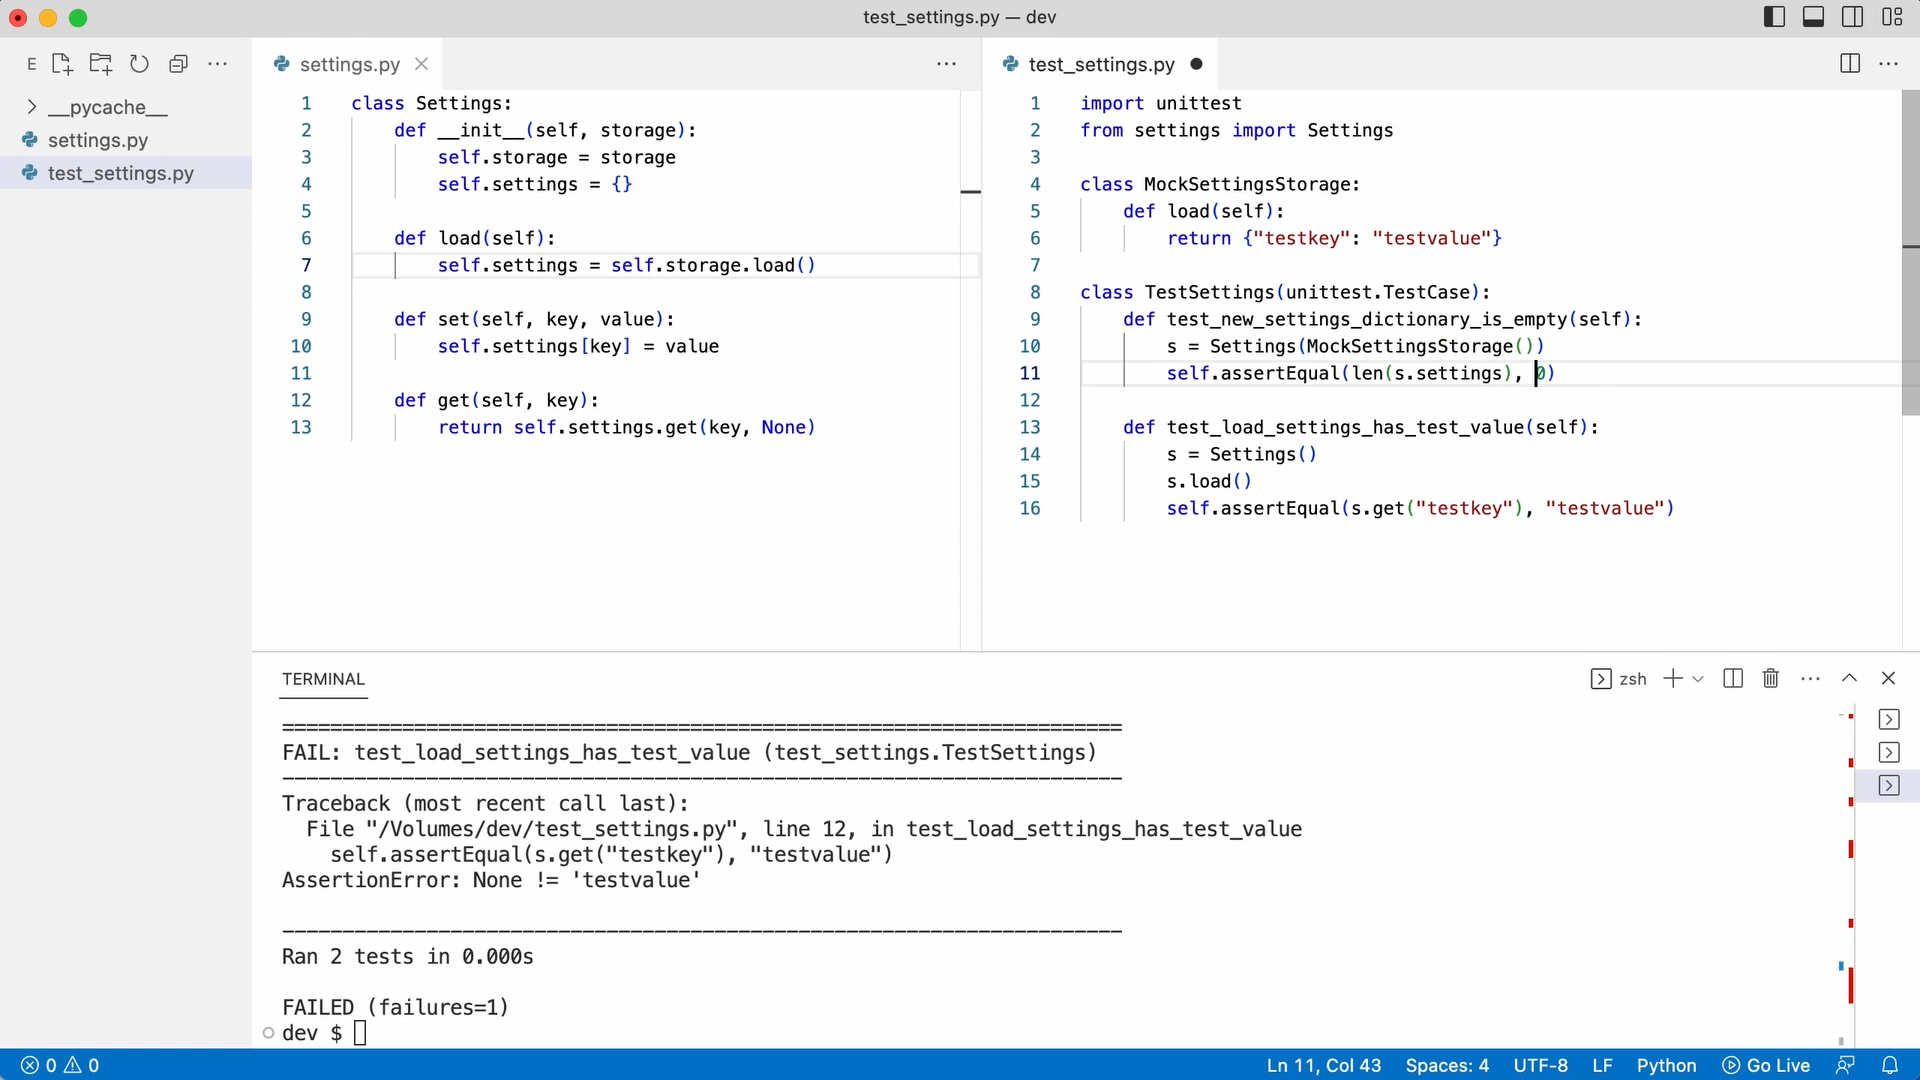 test_settings.py — dev
E
settings.py
test_settings.py
__pycache__
settings.py
test_settings.py
1 class Settings:
2 def __init__(self, storage):
3 self.storage = storage
4 self.settings = {}
5
6 def load(self):
7 self.settings = self.storage.load()
8
9 def set(self, key, value):
10 self.settings[key] = value
11
12 def get(self, key):
13 return self.settings.get(key, None)
1 import unittest
2 from settings import Settings
3
4 class MockSettingsStorage:
5 def load(self):
6 return {"testkey": "testvalue"}
7
8 class TestSettings(unittest.TestCase):
9 def test_new_settings_dictionary_is_empty(self):
10 s = Settings(MockSettingsStorage())
11 self.assertEqual(len(s.settings), 0)
12
13 def test_load_settings_has_test_value(self):
14 s = Settings()
15 s.load()
16 self.assertEqual(s.get("testkey"), "testvalue")
TERMINAL
zsh
======================================================================
FAIL: test_load_settings_has_test_value (test_settings.TestSettings)
----------------------------------------------------------------------
Traceback (most recent call last):
File "/Volumes/dev/test_settings.py", line 12, in test_load_settings_has_test_value
self.assertEqual(s.get("testkey"), "testvalue")
AssertionError: None != 'testvalue'
----------------------------------------------------------------------
Ran 2 tests in 0.000s
FAILED (failures=1)
dev $
0 0
Ln 11, Col 43 Spaces: 4 UTF-8 LF Python Go Live